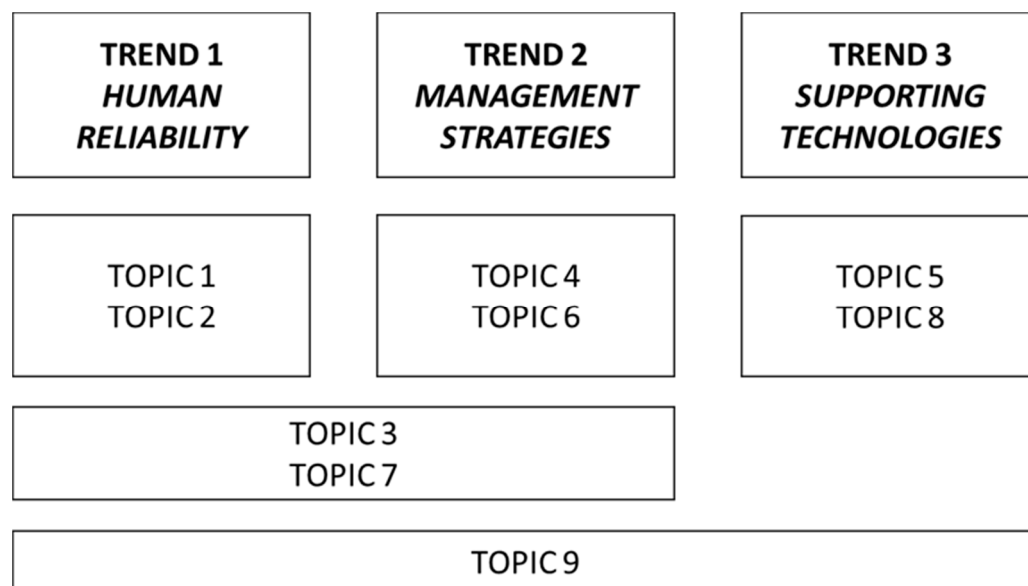 TREND 1
HUMAN
RELIABILITY
TREND 2
MANAGEMENT
STRATEGIES
TREND 3
SUPPORTING
TECHNOLOGIES
TOPIC 1
TOPIC 2
TOPIC 4
TOPIC 6
TOPIC 5
TOPIC 8
TOPIC 3
TOPIC 7
TOPIC 9